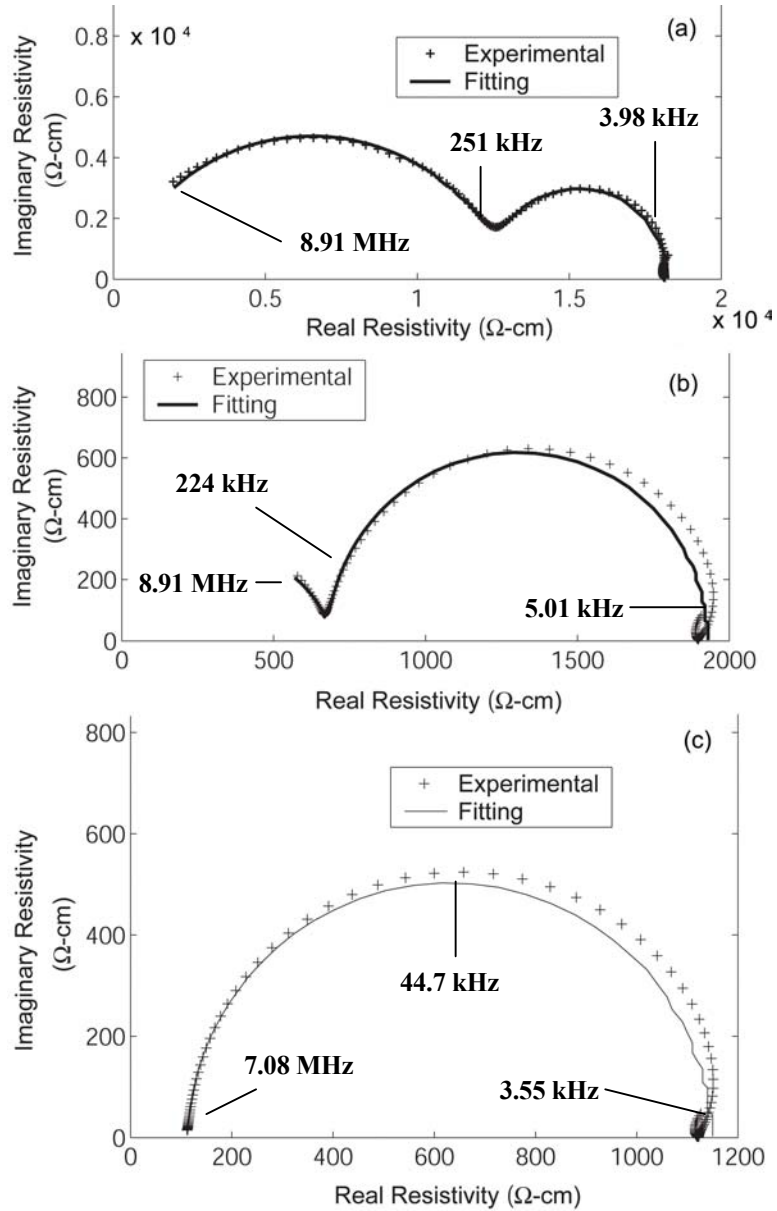 x 10⁴
(a)
0.8
0.6
0.4
0.2
0
Experimental
Fitting
3.98 kHz
251 kHz
8.91 MHz
0 0.5 1 1.5 2
x 10⁴
Real Resistivity (Ω-cm)
Imaginary Resistivity
(Ω-cm)
(b)
800
600
400
200
0
Experimental
Fitting
224 kHz
8.91 MHz
5.01 kHz
0 500 1000 1500 2000
Real Resistivity (Ω-cm)
Imaginary Resistivity
(Ω-cm)
(c)
800
600
400
200
0
Experimental
Fitting
44.7 kHz
7.08 MHz
3.55 kHz
0 200 400 600 800 1000 1200
Real Resistivity (Ω-cm)
Imaginary Resistivity
(Ω-cm)